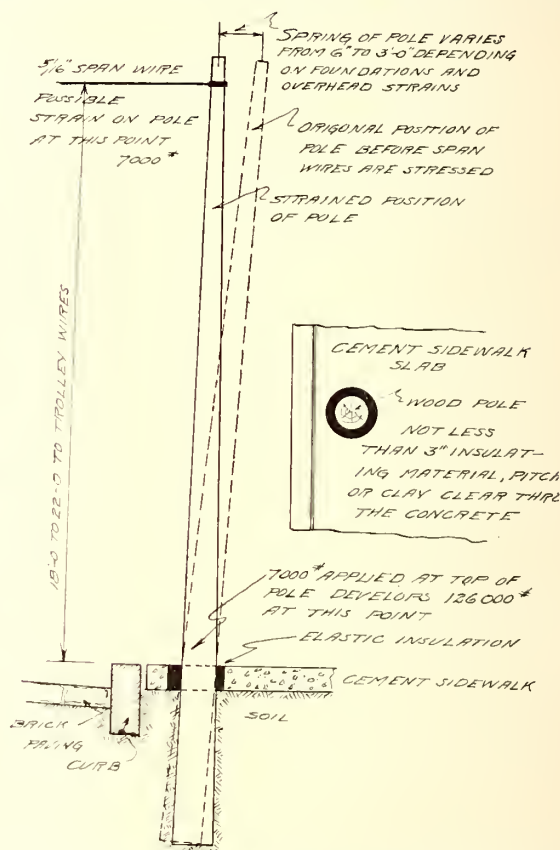 L
SPRING OF POLE VARIES
FROM 6" TO 3'-0" DEPENDING
ON FOUNDATIONS AND
OVERHEAD STRAINS
5/16" SPAN WIRE
POSSIBLE
STRAIN ON POLE
AT THIS POINT
7000#
ORIGONAL POSITION OF
POLE BEFORE SPAN
WIRES ARE STRESSED
STRAINED POSITION
OF POLE
18'-0 TO 22-0 TO TROLLEY WIRES
CEMENT SIDEWALK
SLAB
WOOD POLE
NOT LESS
THAN 3" INSULAT-
ING MATERIAL, PITCH
OR CLAY CLEAR THRU
THE CONCRETE
7000# APPLIED AT TOP OF
POLE DEVELOPS 126000#
AT THIS POINT
ELASTIC INSULATION
CEMENT SIDEWALK
SOIL
BRICK
PAVING
CURB